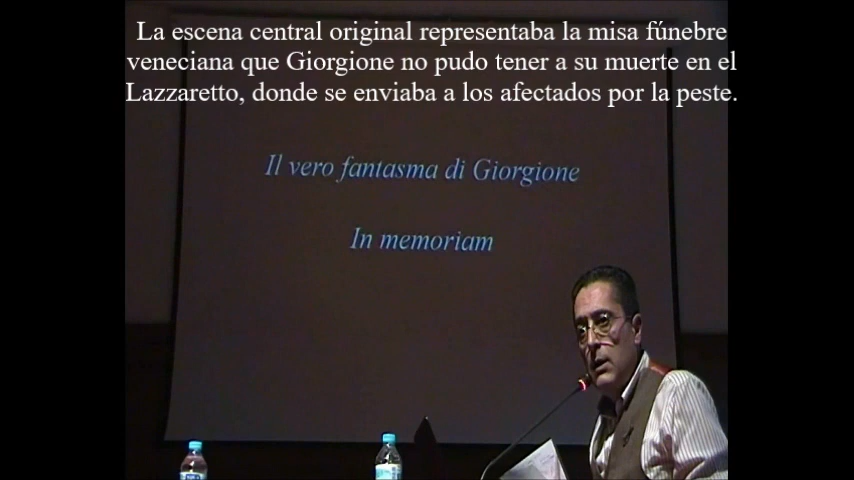 La escena central original representaba la misa fúnebre
veneciana que Giorgione no pudo tener a su muerte en el
Lazzaretto, donde se enviaba a los afectados por la peste.
Il vero fantasma di Giorgione
In memoriam